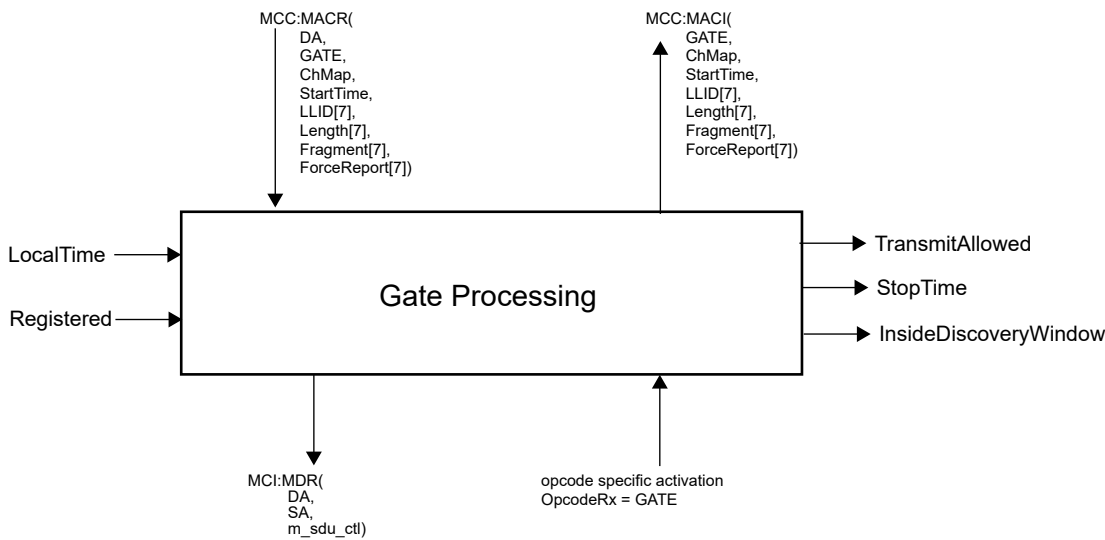 MCC:MACR(
DA,
GATE,
ChMap,
StartTime,
LLID[7],
Length[7],
Fragment[7],
ForceReport[7])
MCC:MACI(
GATE,
ChMap,
StartTime,
LLID[7],
Length[7],
Fragment[7],
ForceReport[7])
LocalTime
Registered
Gate Processing
TransmitAllowed
StopTime
InsideDiscoveryWindow
MCI:MDR(
DA,
SA,
m_sdu_ctl)
opcode specific activation
OpcodeRx = GATE